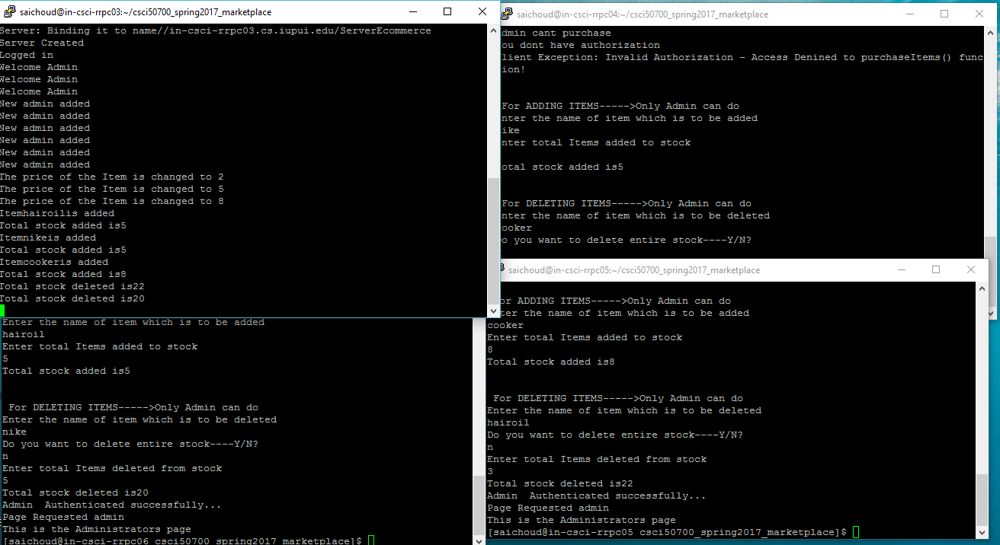 saichoud@in-csci-rrpc03:~/csci50700_spring2017_marketplace
Server: Binding it to name//in-csci-rrpc03.cs.iupui.edu/ServerEcommerce
Server Created
Logged in
Welcome Admin
Welcome Admin
Welcome Admin
New admin added
New admin added
New admin added
New admin added
New admin added
New admin added
The price of the Item is changed to 2
The price of the Item is changed to 5
The price of the Item is changed to 8
Itemhairoilis added
Total stock added is5
Itemnikeis added
Total stock added is5
Itemcookeris added
Total stock added is8
Total stock deleted is22
Total stock deleted is20
saichoud@in-csci-rrpc04:~/csci50700_spring2017_marketplace
dmin cant purchase
ou dont have authorization
lient Exception: Invalid Authorization - Access Denined to purchaseItems() func
ion!
For ADDING ITEMS----->Only Admin can do
nter the name of item which is to be added
ike
nter total Items added to stock
otal stock added is5
For DELETING ITEMS----->Only Admin can do
nter the name of item which is to be deleted
ooker
o you want to delete entire stock----Y/N?
Enter the name of item which is to be added
hairoil
Enter total Items added to stock
5
Total stock added is5
For DELETING ITEMS----->Only Admin can do
Enter the name of item which is to be deleted
nike
Do you want to delete entire stock----Y/N?
n
Enter total Items deleted from stock
5
Total stock deleted is20
Admin  Authenticated successfully...
Page Requested admin
This is the Administrators page
[saichoud@in-csci-rrpc06 csci50700_spring2017_marketplace]$
saichoud@in-csci-rrpc05:~/csci50700_spring2017_marketplace
or ADDING ITEMS----->Only Admin can do
ter the name of item which is to be added
cooker
Enter total Items added to stock
8
Total stock added is8
For DELETING ITEMS----->Only Admin can do
Enter the name of item which is to be deleted
hairoil
Do you want to delete entire stock----Y/N?
n
Enter total Items deleted from stock
3
Total stock deleted is22
Admin  Authenticated successfully...
Page Requested admin
This is the Administrators page
[saichoud@in-csci-rrpc05 csci50700_spring2017_marketplace]$